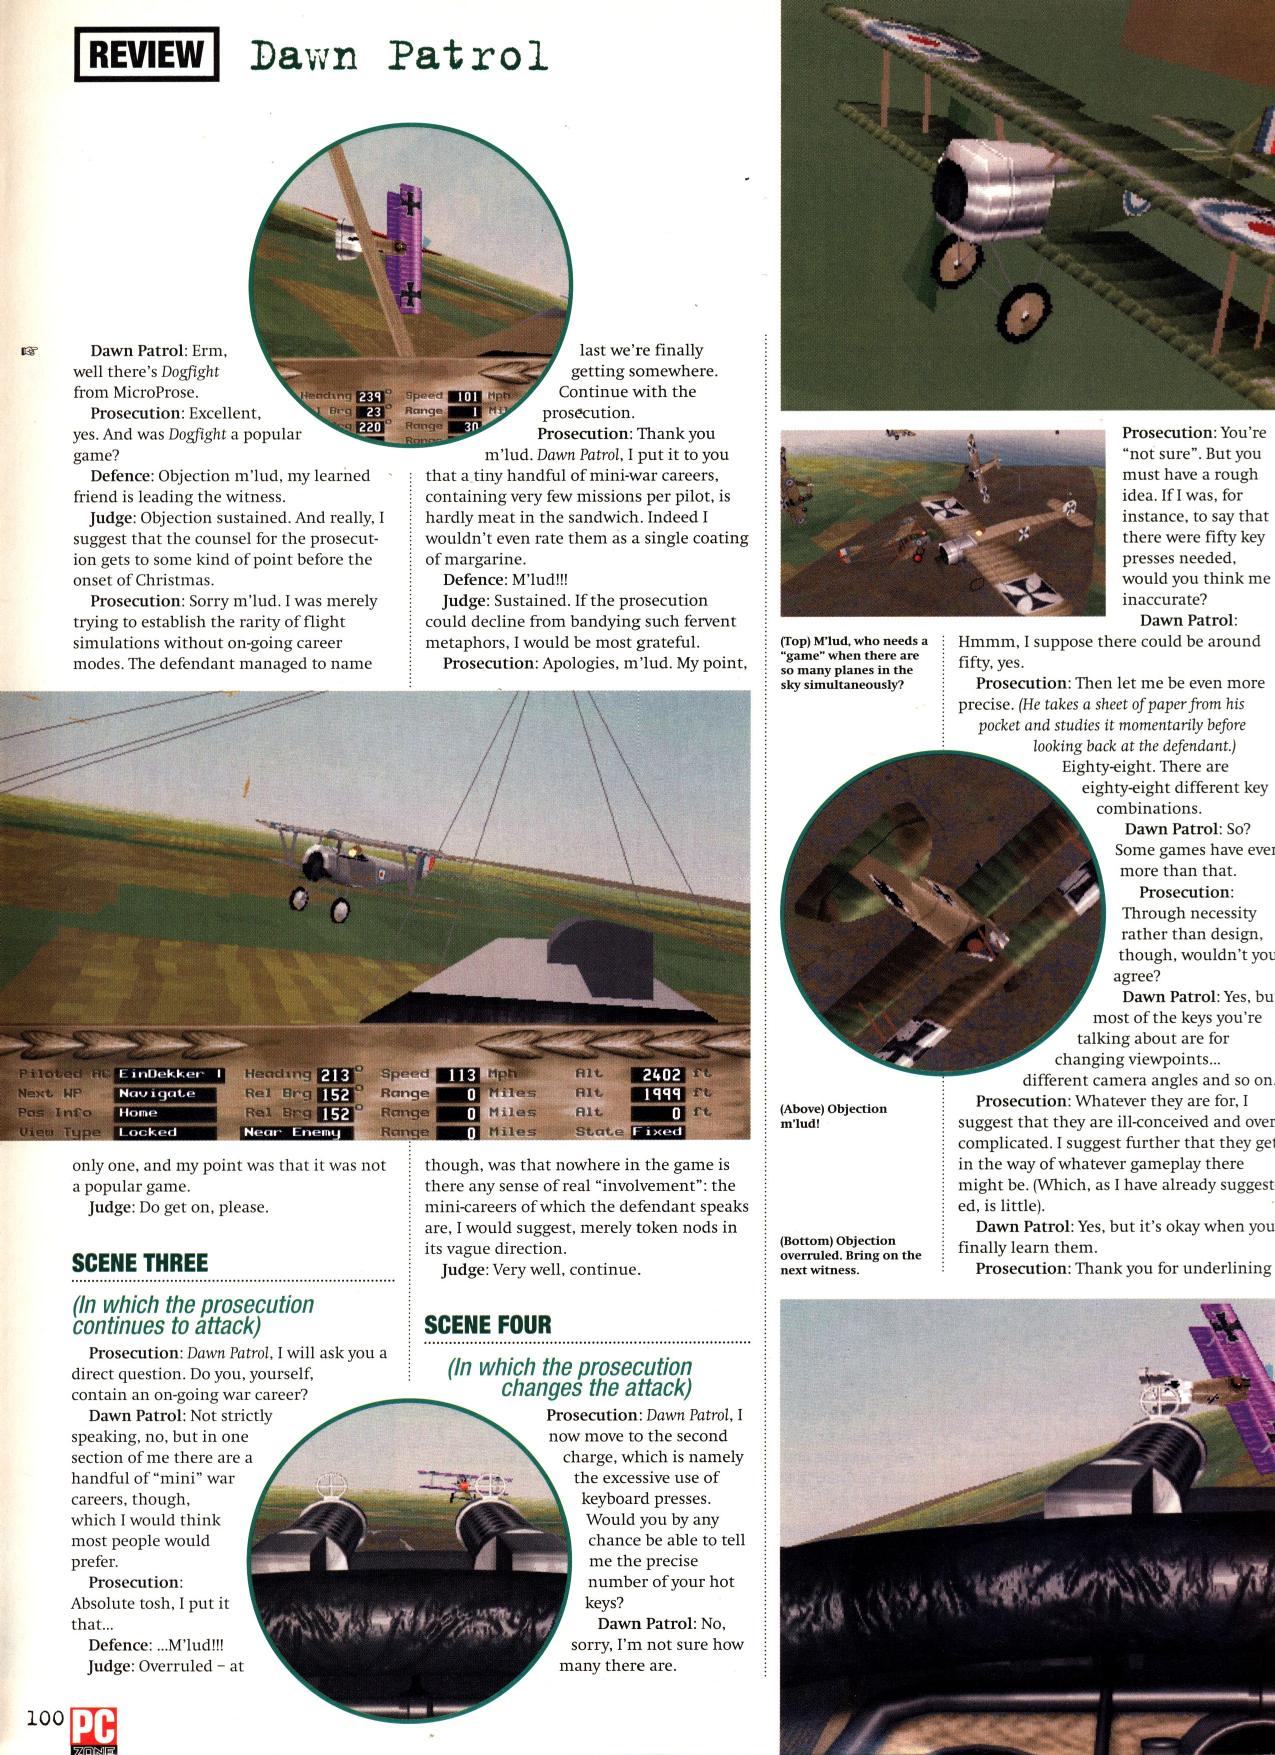 REVIEW Dawn Patrol
Heading 239° Speed 101 Mph
Brg 23° Range 1
220° Range 30
Dawn Patrol: Erm,
well there's Dogfight
from MicroProse.
Prosecution: Excellent,
yes. And was Dogfight a popular
game?
Defence: Objection m'lud, my learned
friend is leading the witness.
Judge: Objection sustained. And really, I
suggest that the counsel for the prosecut-
ion gets to some kind of point before the
onset of Christmas.
Prosecution: Sorry m'lud. I was merely
trying to establish the rarity of flight
simulations without on-going career
modes. The defendant managed to name
only one, and my point was that it was not
a popular game.
Judge: Do get on, please.
SCENE THREE
(In which the prosecution
continues to attack)
Prosecution: Dawn Patrol, I will ask you a
direct question. Do you, yourself,
contain an on-going war career?
Dawn Patrol: Not strictly
speaking, no, but in one
section of me there are a
handful of "mini" war
careers, though,
which I would think
most people would
prefer.
Prosecution:
Absolute tosh, I put it
that...
Defence: ...M'lud!!!
Judge: Overruled – at
last we're finally
getting somewhere.
Continue with the
prosecution.
Prosecution: Thank you
m'lud. Dawn Patrol, I put it to you
that a tiny handful of mini-war careers,
containing very few missions per pilot, is
hardly meat in the sandwich. Indeed I
wouldn't even rate them as a single coating
of margarine.
Defence: M'lud!!!
Judge: Sustained. If the prosecution
could decline from bandying such fervent
metaphors, I would be most grateful.
Prosecution: Apologies, m'lud. My point,
though, was that nowhere in the game is
there any sense of real "involvement": the
mini-careers of which the defendant speaks
are, I would suggest, merely token nods in
its vague direction.
Judge: Very well, continue.
SCENE FOUR
(In which the prosecution
changes the attack)
Prosecution: Dawn Patrol, I
now move to the second
charge, which is namely
the excessive use of
keyboard presses.
Would you by any
chance be able to tell
me the precise
number of your hot
keys?
Dawn Patrol: No,
sorry, I'm not sure how
many there are.
Piloted AC EinDekker I Heading 213° Speed 113 Mph Alt 2402 ft
Next WP Navigate Rel Brg 152° Range 0 Miles Alt 1999 ft
Pos Info Home Rel Brg 152° Range 0 Miles Alt 0 ft
View Type Locked Near Enemy Range 0 Miles State Fixed
(Top) M'lud, who needs a
"game" when there are
so many planes in the
sky simultaneously?
(Above) Objection
m'lud!
(Bottom) Objection
overruled. Bring on the
next witness.
Prosecution: You're
"not sure". But you
must have a rough
idea. If I was, for
instance, to say that
there were fifty key
presses needed,
would you think me
inaccurate?
Dawn Patrol:
Hmmm, I suppose there could be around
fifty, yes.
Prosecution: Then let me be even more
precise. (He takes a sheet of paper from his
pocket and studies it momentarily before
looking back at the defendant.)
Eighty-eight. There are
eighty-eight different key
combinations.
Dawn Patrol: So?
Some games have even
more than that.
Prosecution:
Through necessity
rather than design,
though, wouldn't you
agree?
Dawn Patrol: Yes, bu
most of the keys you're
talking about are for
changing viewpoints...
different camera angles and so on.
Prosecution: Whatever they are for, I
suggest that they are ill-conceived and over
complicated. I suggest further that they get
in the way of whatever gameplay there
might be. (Which, as I have already suggest-
ed, is little).
Dawn Patrol: Yes, but it's okay when you
finally learn them.
Prosecution: Thank you for underlining
100 PC ZONE